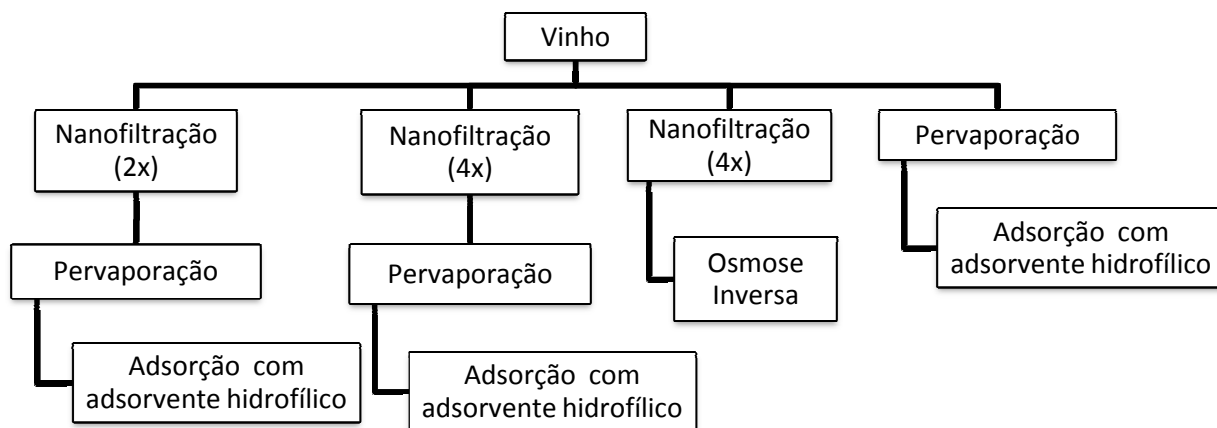 Vinho
Nanofiltração
(2x)
Nanofiltração
(4x)
Nanofiltração
(4x)
Pervaporação
Pervaporação
Pervaporação
Osmose
Inversa
Adsorção com
adsorvente hidrofílico
Adsorção com
adsorvente hidrofílico
Adsorção com
adsorvente hidrofílico